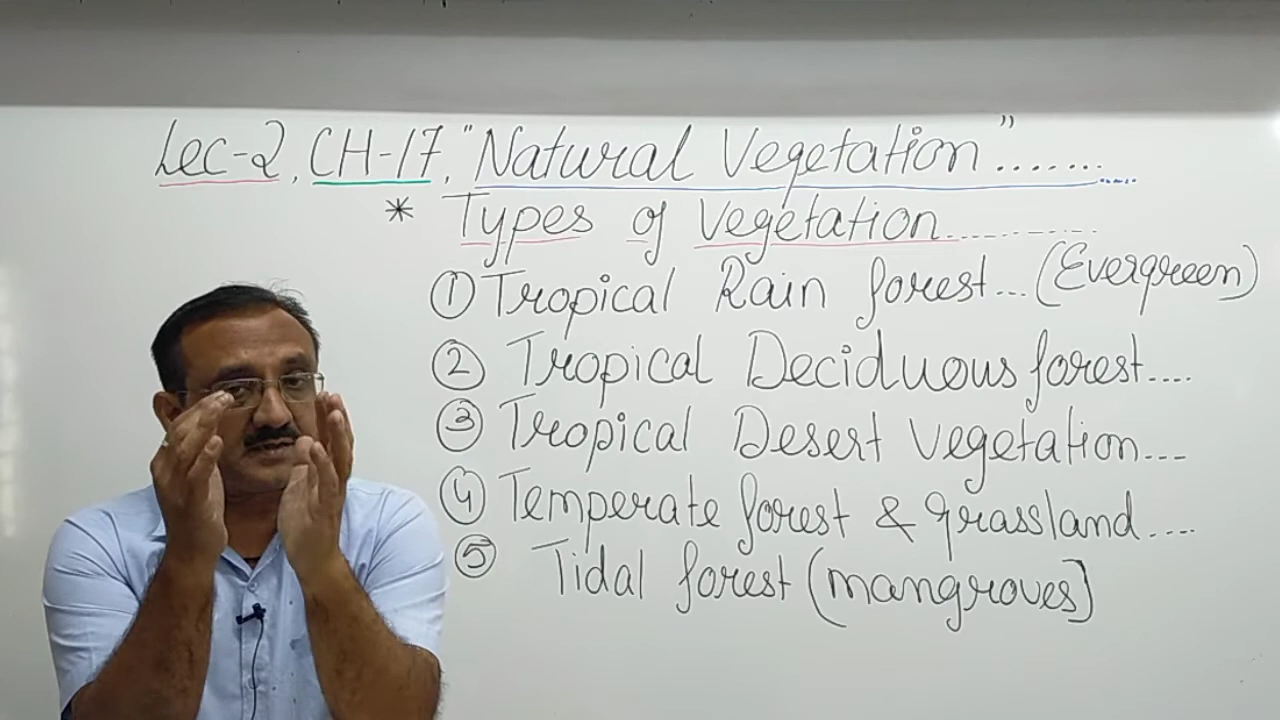 Lec-2, CH-17, "Natural Vegetation".......
* Types of Vegetation............
① Tropical Rain forest...(Evergreen)
② Tropical Deciduous forest....
③ Tropical Desert Vegetation...
④ Temperate forest & grassland....
⑤ Tidal forest (mangroves]